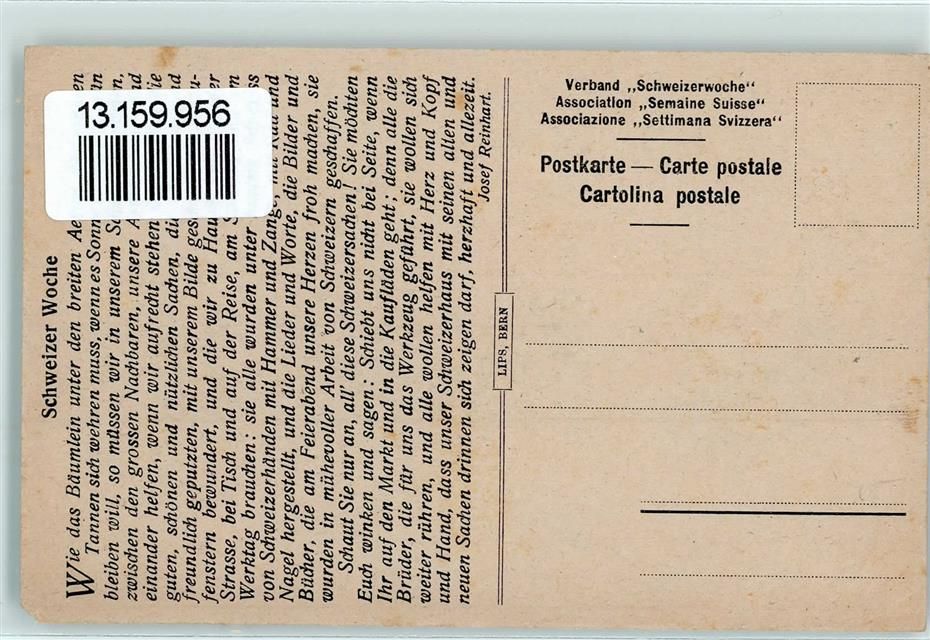 13.159.956
Schweizer Woche
Wie das Bäumlein unter den breiten
Tannen sich wehren muss, wenn es
bleiben will, so müssen wir in unserem
zwischen den grossen Nachbaren, unsere
einander helfen, wenn wir aufrecht stehen
guten, schönen und nützlichen Sachen,
freundlich geputzten, mit unserem Bilde
fenstern bewundert, und die wir zu
Strasse, bei Tisch und auf der Reise, am
Werktag brauchen: sie alle wurden unter
von Schweizerhänden mit Hammer und Zange, mit Rad und
Nagel hergestellt, und die Lieder und Worte, die Bilder und
Bücher, die am Feierabend unsere Herzen froh machen, sie
wurden in mühevoller Arbeit von Schweizern geschaffen.
Schaut Sie nur an, all' diese Schweizersachen! Sie möchten
Euch winken und sagen: Schiebt uns nicht bei Seite, wenn
Ihr auf den Markt und in die Kaufläden geht; denn alle die
Brüder, die für uns das Werkzeug geführt, sie wollen sich
weiter rühren, und alle wollen helfen mit Herz und Kopf
und Hand, dass unser Schweizerhaus mit seinen alten und
neuen Sachen drinnen sich zeigen darf, herzhaft und allezeit.
Josef Reinhart.
LIPS, BERN
Verband „Schweizerwoche“
Association „Semaine Suisse“
Associazione „Settimana Svizzera“
Postkarte — Carte postale
Cartolina postale